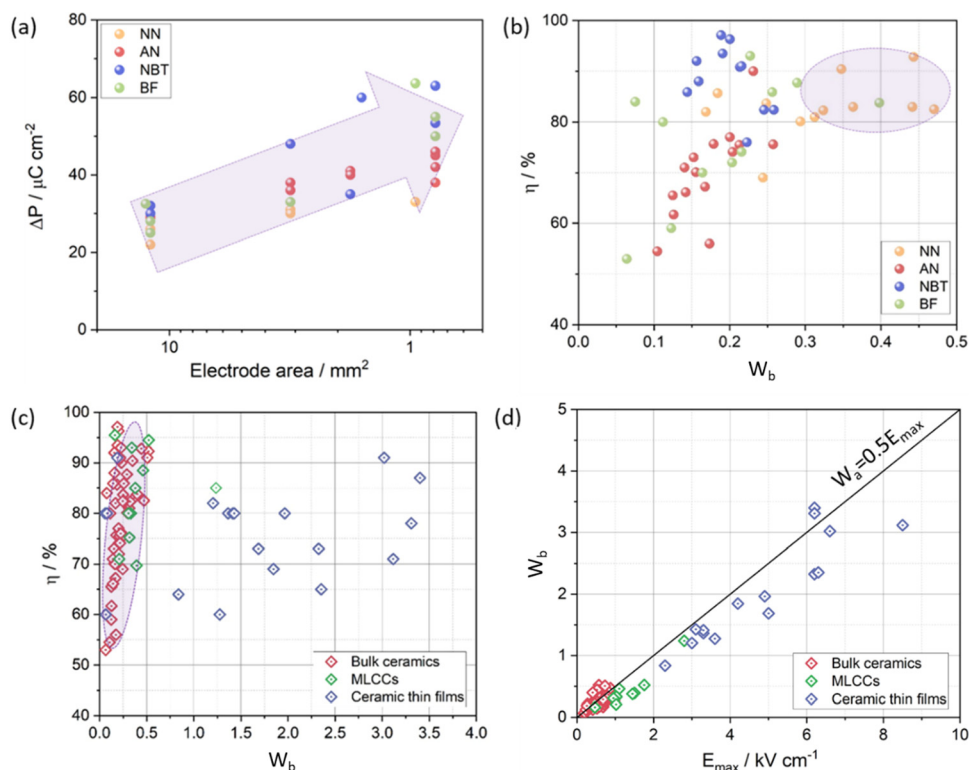 (a)
NN
AN
NBT
BF
ΔP / μC cm⁻²
80
60
40
20
0
10
1
Electrode area / mm²
(b)
η / %
100
80
60
40
0.0
0.1
0.2
0.3
0.4
0.5
NN
AN
NBT
BF
W_b
(c)
η / %
100
90
80
70
60
50
40
0.0
0.5
1.0
1.5
2.0
2.5
3.0
3.5
4.0
Bulk ceramics
MLCCs
Ceramic thin films
W_b
(d)
W_b
5
4
3
2
1
0
0
2
4
6
8
10
W_a=0.5E_max
Bulk ceramics
MLCCs
Ceramic thin films
E_max / kV cm⁻¹